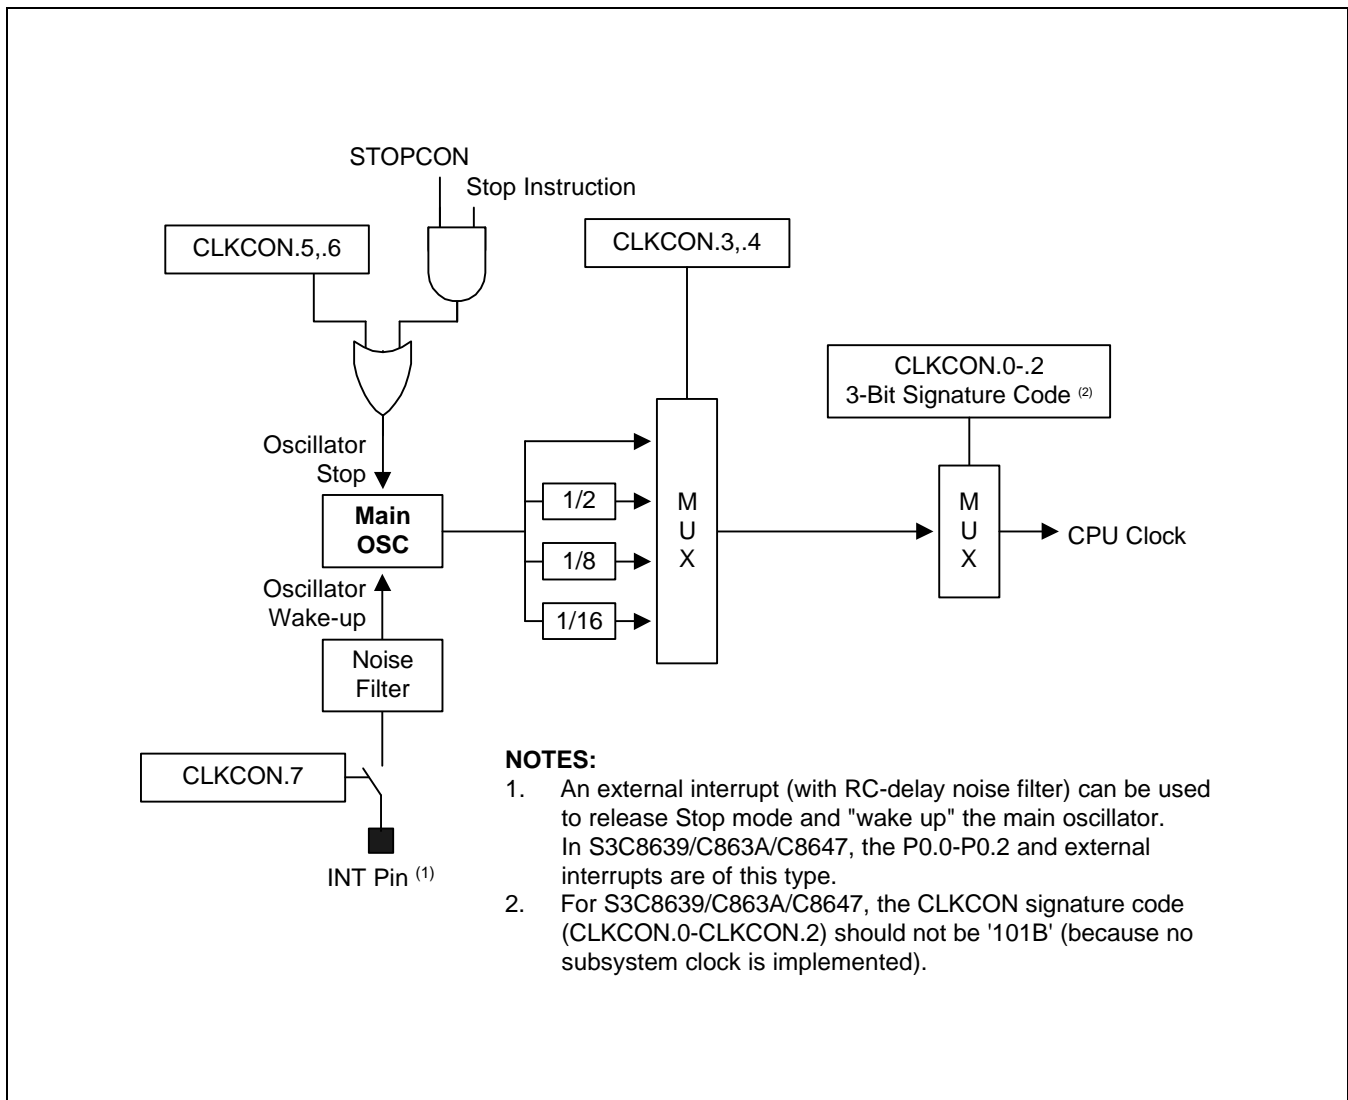 STOPCON
Stop Instruction
CLKCON.5,.6
CLKCON.3,.4
CLKCON.0-.2
3-Bit Signature Code (2)
Oscillator
Stop
Main
OSC
1/2
1/8
1/16
M
U
X
M
U
X
CPU Clock
Oscillator
Wake-up
Noise
Filter
CLKCON.7
INT Pin (1)
NOTES:
1. An external interrupt (with RC-delay noise filter) can be used
to release Stop mode and "wake up" the main oscillator.
In S3C8639/C863A/C8647, the P0.0-P0.2 and external
interrupts are of this type.
2. For S3C8639/C863A/C8647, the CLKCON signature code
(CLKCON.0-CLKCON.2) should not be '101B' (because no
subsystem clock is implemented).